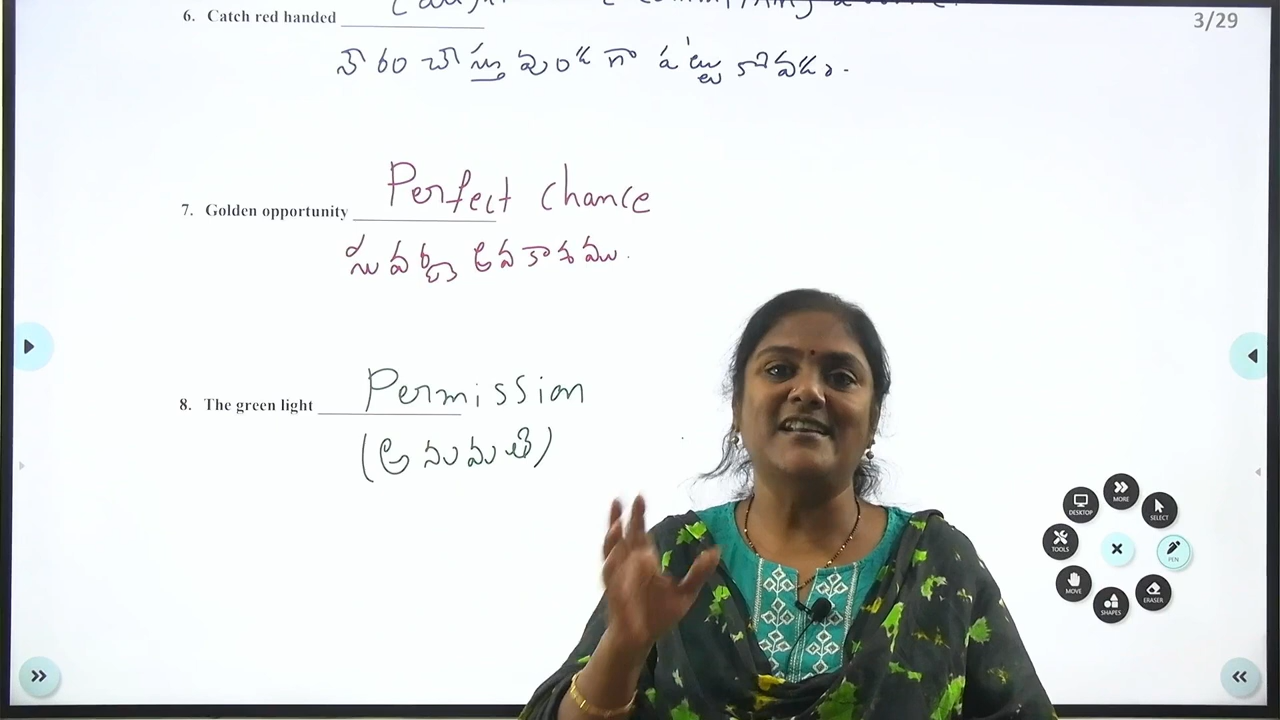 6. Catch red handed
3/29
నేరం చేస్తుండగా పట్టుకోవడం.
7. Golden opportunity Perfect chance
సువర్ణ అవకాశము.
8. The green light Permission
(అనుమతి)
MORE
DESKTOP
SELECT
TOOLS
PEN
MOVE
ERASER
SHAPES